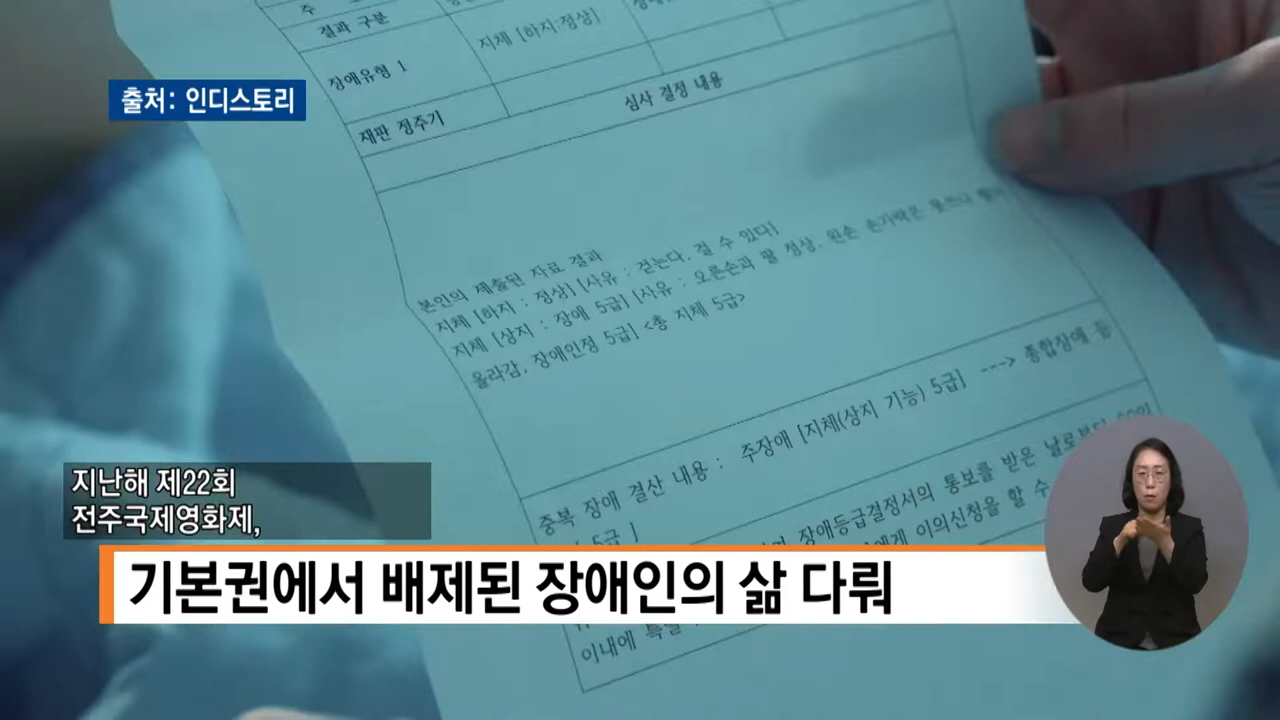 주
결과 구분
지체 [하지:정상]
장애유형 1
출처: 인디스토리
심사 결정 내용
재판 정주기
본인의 제출된 자료 결과
지체 [하지 : 정상] [사유 : 걷는다, 걸 수 있다]
지체 [상지 : 장애 5급] [사유 : 오른손과 팔 정상, 왼손 손가락은
올라감, 장애인정 5급] <총 지체 5급>
중복 장애 결산 내용 : 주장애 [지체(상지 기능) 5급] ---> 종합장애 등
5급 ]
장애등급결정서의 통보를 받은 날로부터
에게 이의신청을 할 수
이내에
지난해 제22회
전주국제영화제,
기본권에서 배제된 장애인의 삶 다뤄